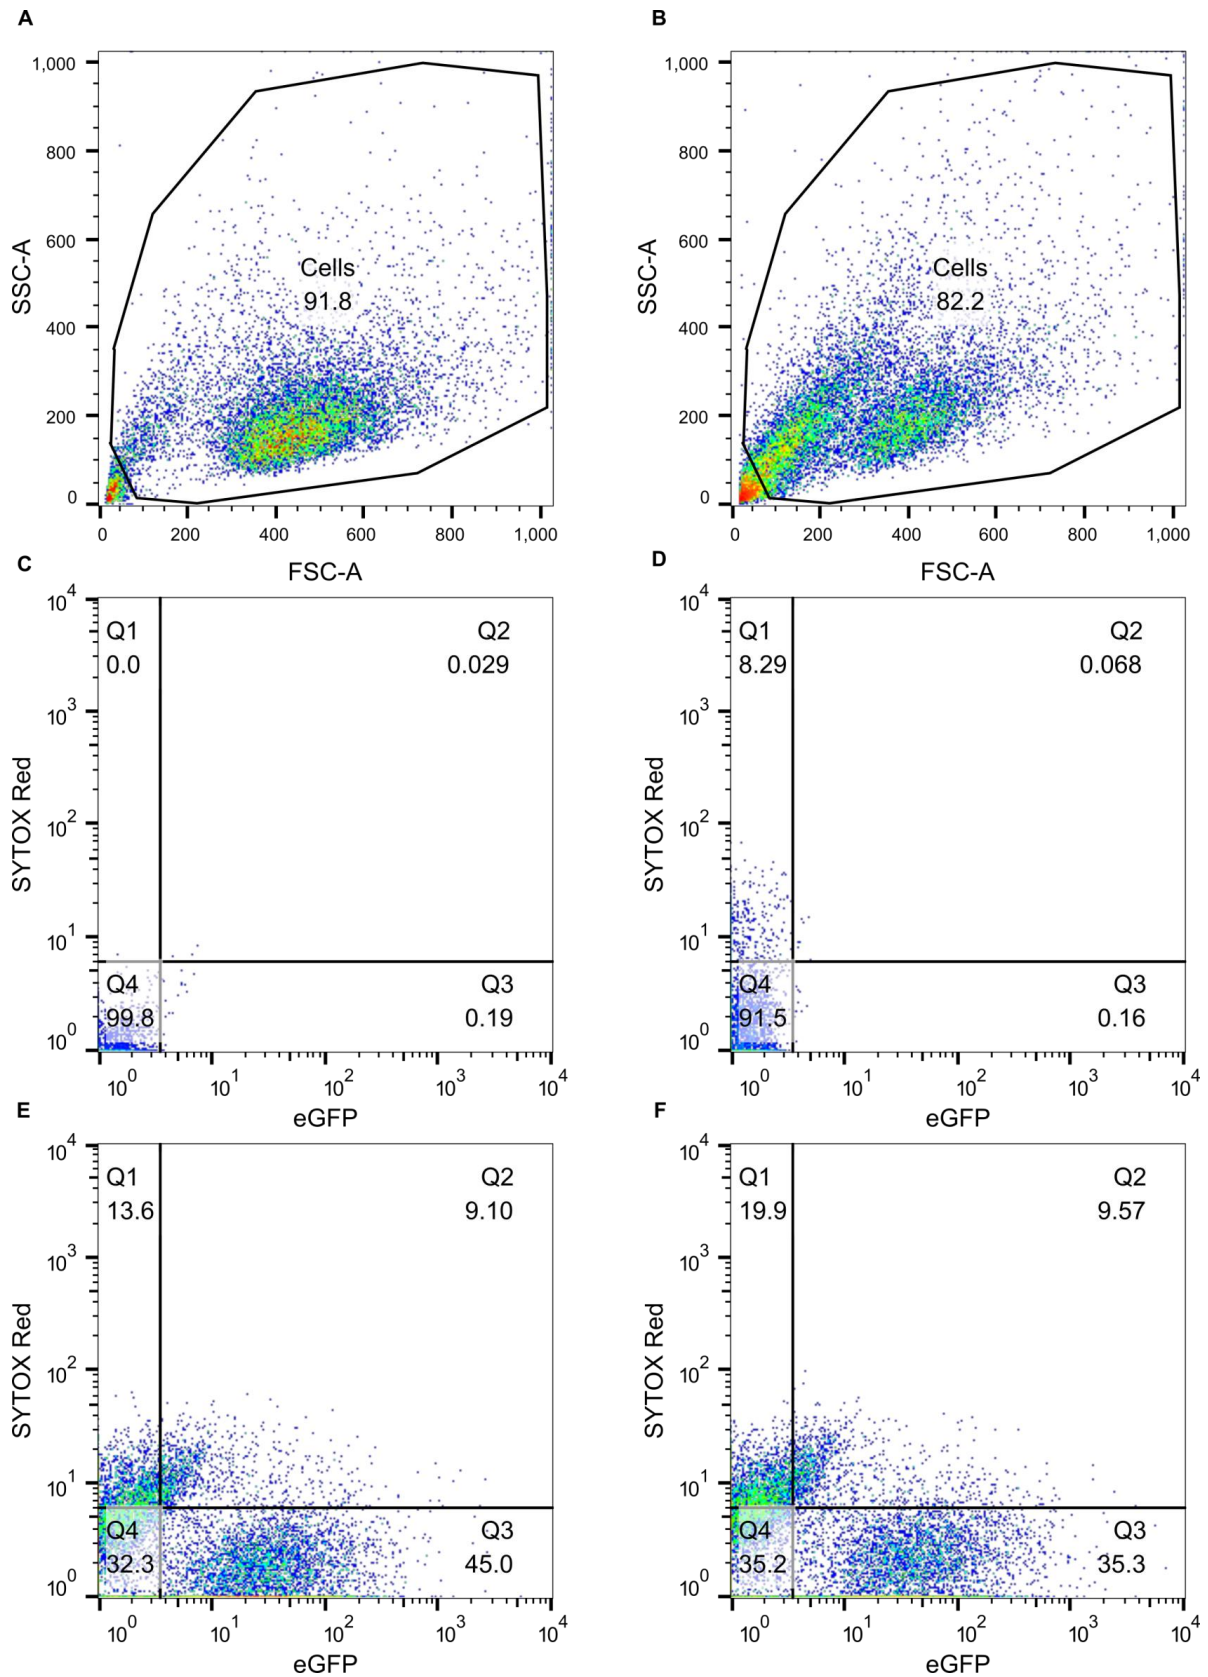 A
B
1,000
800
600
400
200
0
SSC-A
Cells
91.8
0 200 400 600 800 1,000
FSC-A
1,000
800
600
400
200
0
SSC-A
Cells
82.2
0 200 400 600 800 1,000
FSC-A
C
D
10^4
10^3
10^2
10^1
10^0
SYTOX Red
Q1
0.0
Q2
0.029
Q4
99.8
Q3
0.19
10^0 10^1 10^2 10^3 10^4
eGFP
10^4
10^3
10^2
10^1
10^0
SYTOX Red
Q1
8.29
Q2
0.068
Q4
91.5
Q3
0.16
10^0 10^1 10^2 10^3 10^4
eGFP
E
F
10^4
10^3
10^2
10^1
10^0
SYTOX Red
Q1
13.6
Q2
9.10
Q4
32.3
Q3
45.0
10^0 10^1 10^2 10^3 10^4
eGFP
10^4
10^3
10^2
10^1
10^0
SYTOX Red
Q1
19.9
Q2
9.57
Q4
35.2
Q3
35.3
10^0 10^1 10^2 10^3 10^4
eGFP